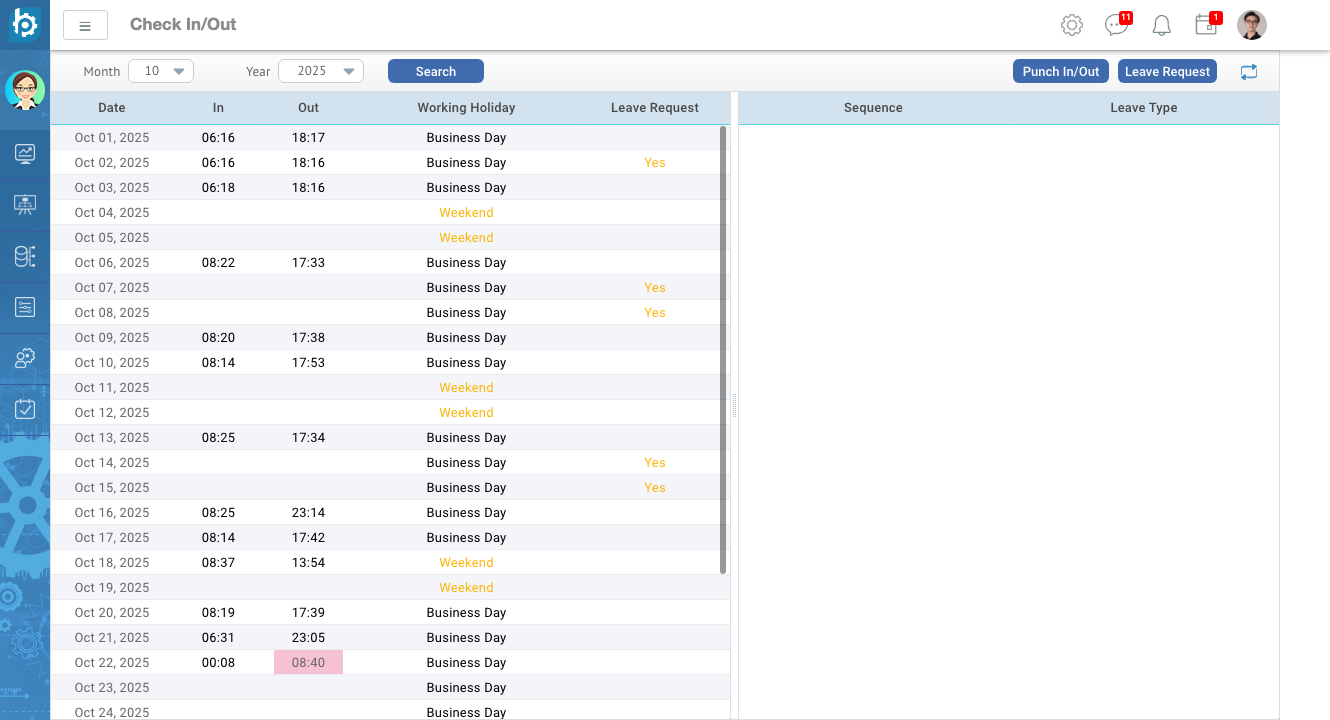 Check In/Out
11
1
Month 10 Year 2025 Search Punch In/Out Leave Request
Date In Out Working Holiday Leave Request Sequence Leave Type
Oct 01, 2025 06:16 18:17 Business Day
Oct 02, 2025 06:16 18:16 Business Day Yes
Oct 03, 2025 06:18 18:16 Business Day
Oct 04, 2025 Weekend
Oct 05, 2025 Weekend
Oct 06, 2025 08:22 17:33 Business Day
Oct 07, 2025 Business Day Yes
Oct 08, 2025 Business Day Yes
Oct 09, 2025 08:20 17:38 Business Day
Oct 10, 2025 08:14 17:53 Business Day
Oct 11, 2025 Weekend
Oct 12, 2025 Weekend
Oct 13, 2025 08:25 17:34 Business Day
Oct 14, 2025 Business Day Yes
Oct 15, 2025 Business Day Yes
Oct 16, 2025 08:25 23:14 Business Day
Oct 17, 2025 08:14 17:42 Business Day
Oct 18, 2025 08:37 13:54 Weekend
Oct 19, 2025 Weekend
Oct 20, 2025 08:19 17:39 Business Day
Oct 21, 2025 06:31 23:05 Business Day
Oct 22, 2025 00:08 08:40 Business Day
Oct 23, 2025 Business Day
Oct 24, 2025 Business Day